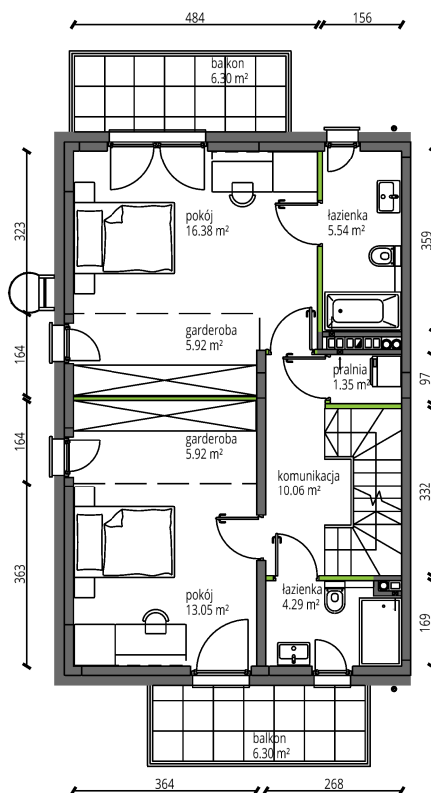 484
156
balkon
6.30 m²
323
pokój
16.38 m²
łazienka
5.54 m²
359
164
garderoba
5.92 m²
pralnia
1.35 m²
97
164
garderoba
5.92 m²
komunikacja
10.06 m²
332
363
pokój
13.05 m²
łazienka
4.29 m²
169
balkon
6.30 m²
364
268